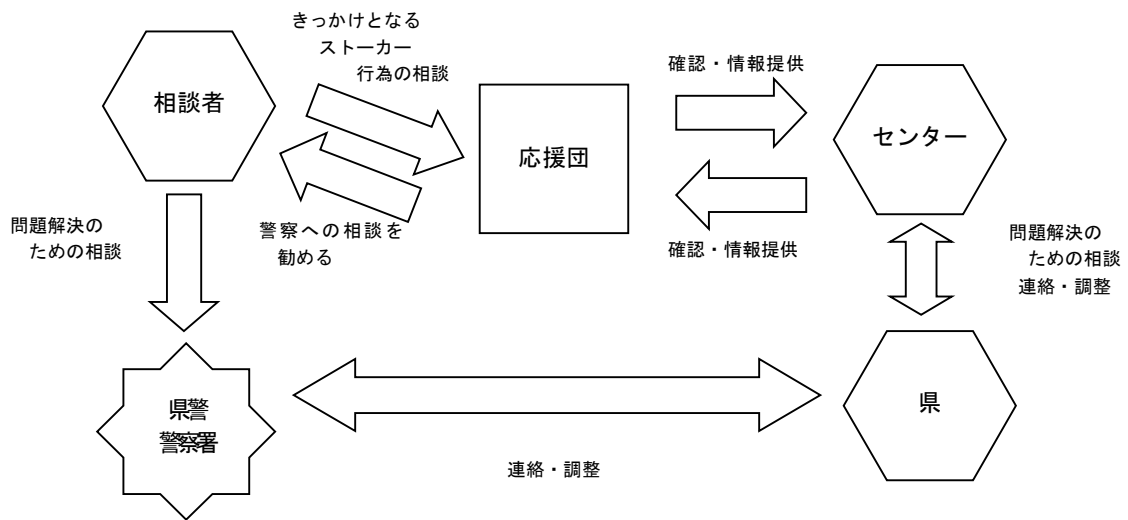 きっかけとなる
ストーカー
行為の相談
相談者
確認・情報提供
応援団
センター
警察への相談を
勧める
確認・情報提供
問題解決の
ための相談
問題解決の
ための相談
連絡・調整
県警
警察署
県
連絡・調整